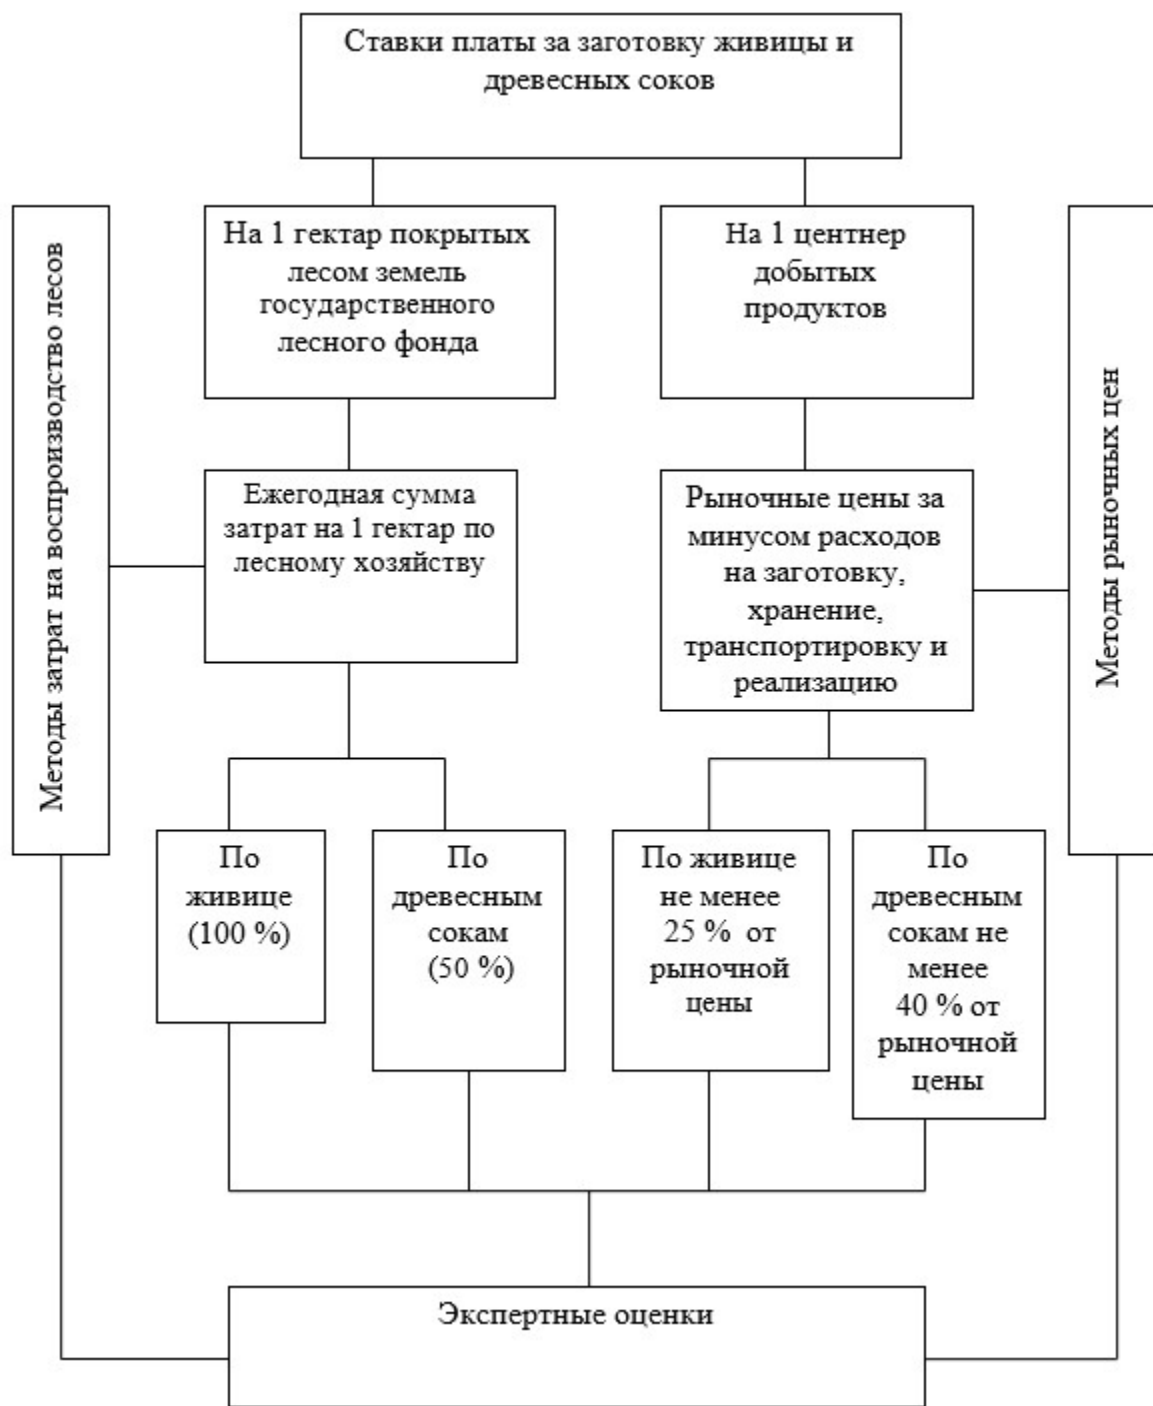 Ставки платы за заготовку живицы и
древесных соков
Методы затрат на воспроизводство лесов
На 1 гектар покрытых
лесом земель
государственного
лесного фонда
На 1 центнер
добытых
продуктов
Методы рыночных цен
Ежегодная сумма
затрат на 1 гектар по
лесному хозяйству
Рыночные цены за
минусом расходов
на заготовку,
хранение,
транспортировку и
реализацию
По
живице
(100 %)
По
древесным
сокам
(50 %)
По живице
не менее
25 % от
рыночной
цены
По
древесным
сокам не
менее
40 % от
рыночной
цены
Экспертные оценки